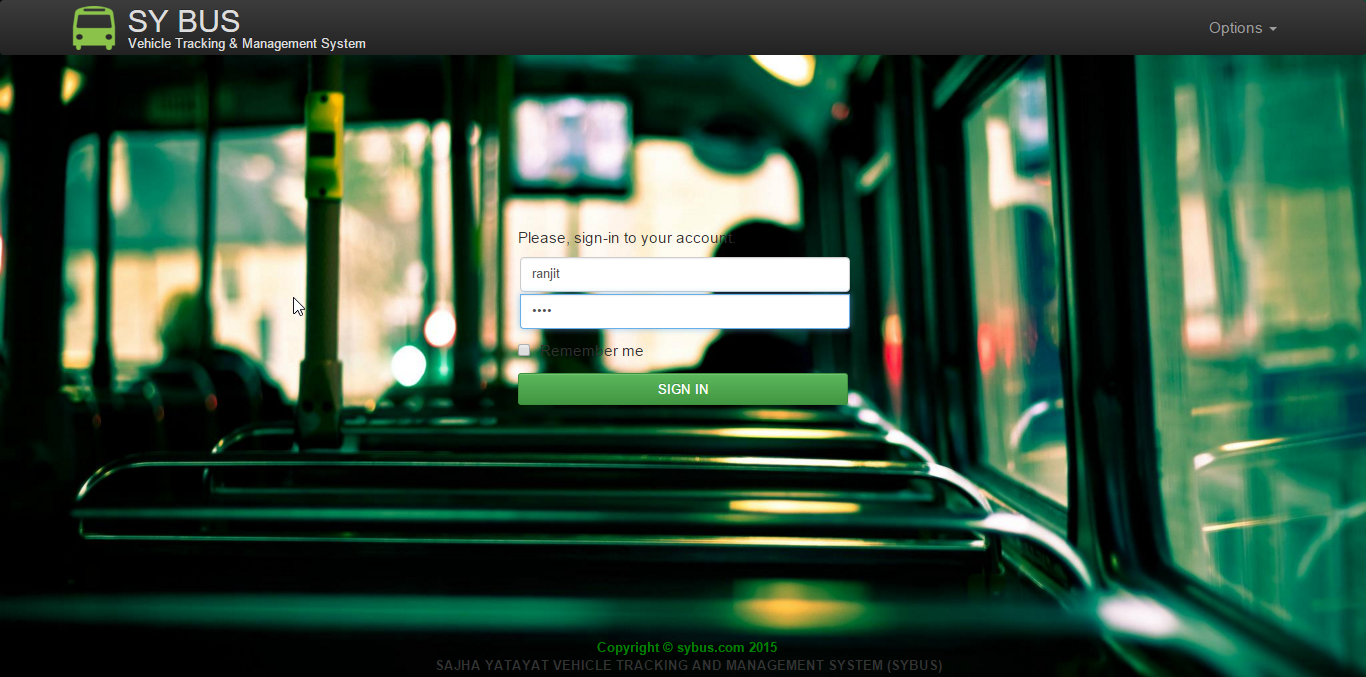 SY BUS
Vehicle Tracking & Management System
Options
Please, sign-in to your account.
ranjit
••••
Remember me
SIGN IN
Copyright © sybus.com 2015
SAJHA YATAYAT VEHICLE TRACKING AND MANAGEMENT SYSTEM (SYBUS)